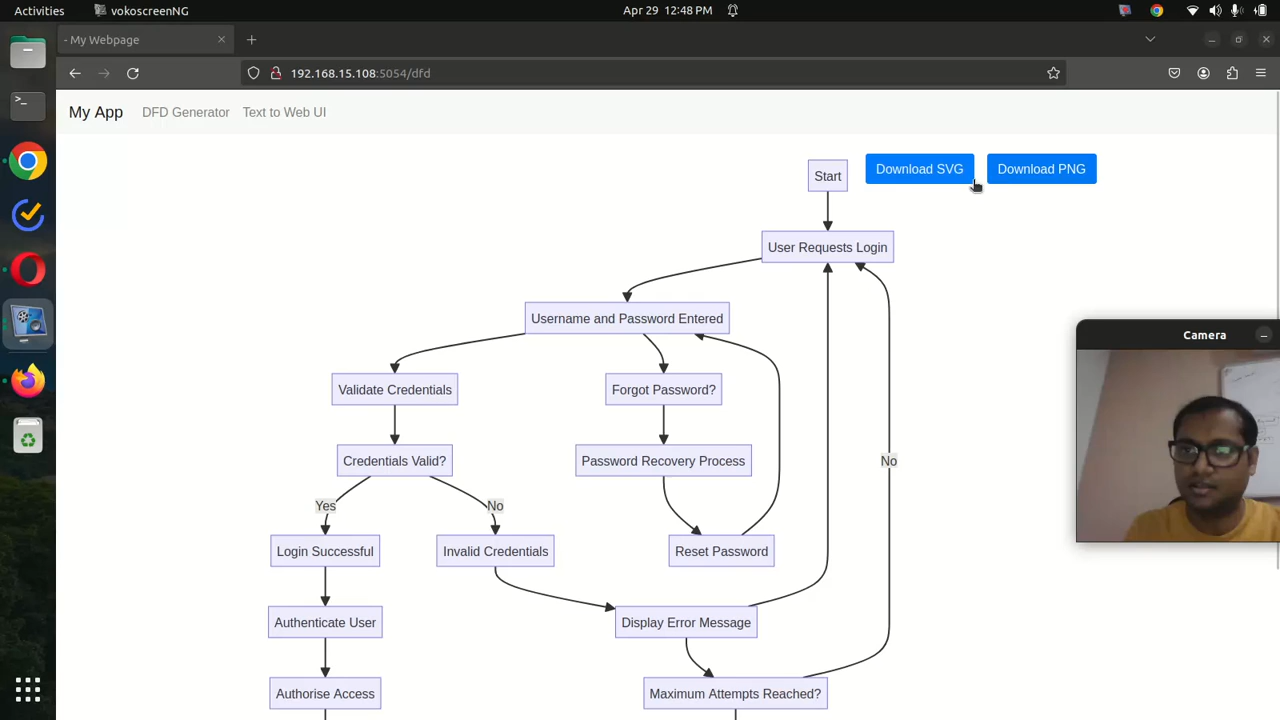 Activities
vokoscreenNG
Apr 29 12:48 PM
- My Webpage
192.168.15.108:5054/dfd
My App
DFD Generator
Text to Web UI
Start
Download SVG
Download PNG
User Requests Login
Username and Password Entered
Camera
Validate Credentials
Forgot Password?
Credentials Valid?
Password Recovery Process
No
Yes
No
Login Successful
Invalid Credentials
Reset Password
Authenticate User
Display Error Message
Authorise Access
Maximum Attempts Reached?